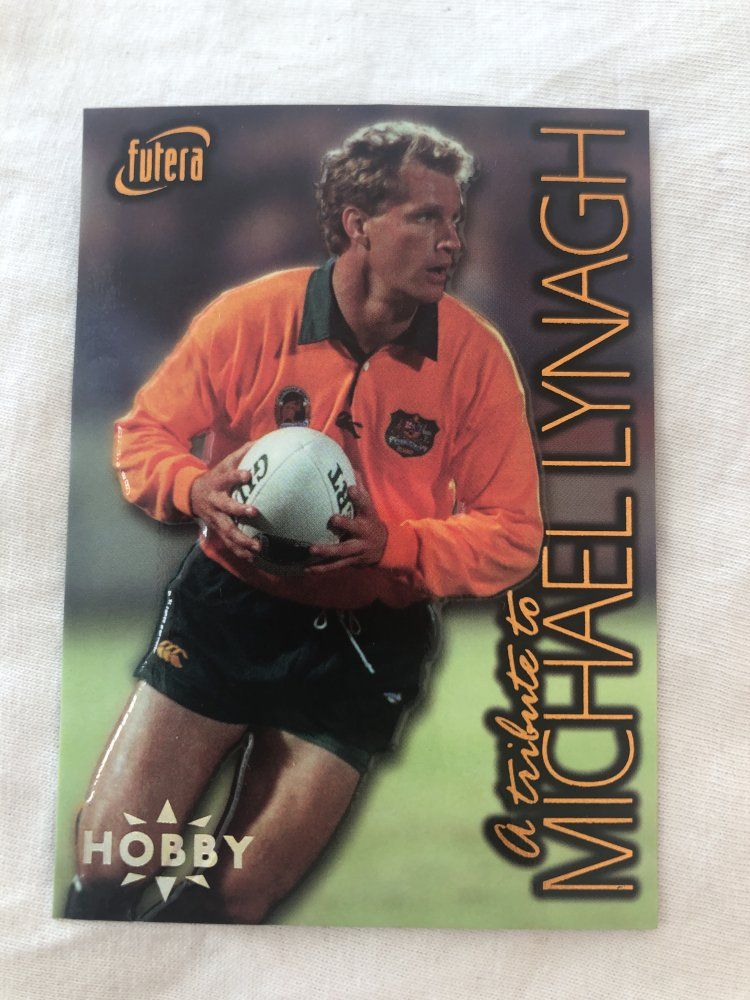 futera
A tribute to
MICHAEL LYNAGH
HOBBY